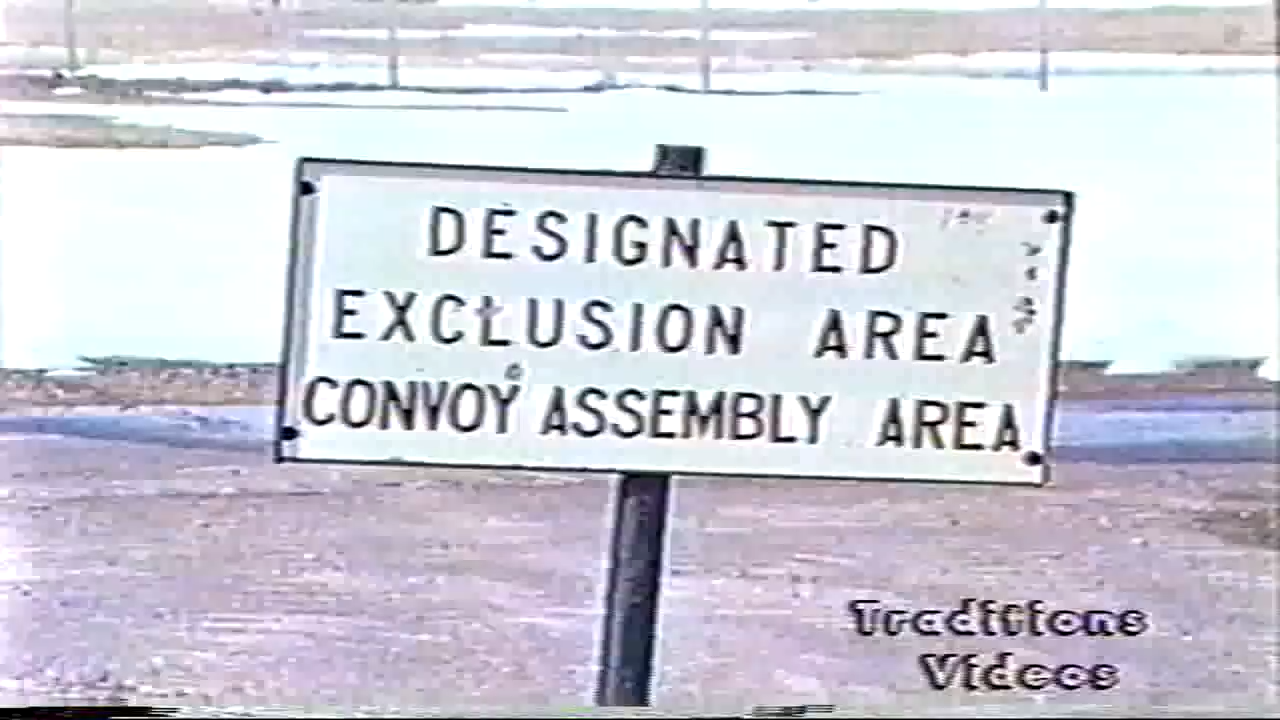 DESIGNATED
EXCLUSION AREA
CONVOY ASSEMBLY AREA
Traditions
Videos